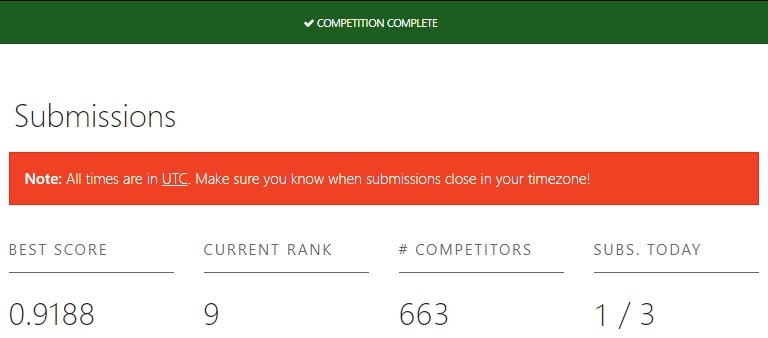 ✔ COMPETITION COMPLETE
Submissions
Note: All times are in UTC. Make sure you know when submissions close in your timezone!
BEST SCORE CURRENT RANK # COMPETITORS SUBS. TODAY
0.9188 9 663 1 / 3